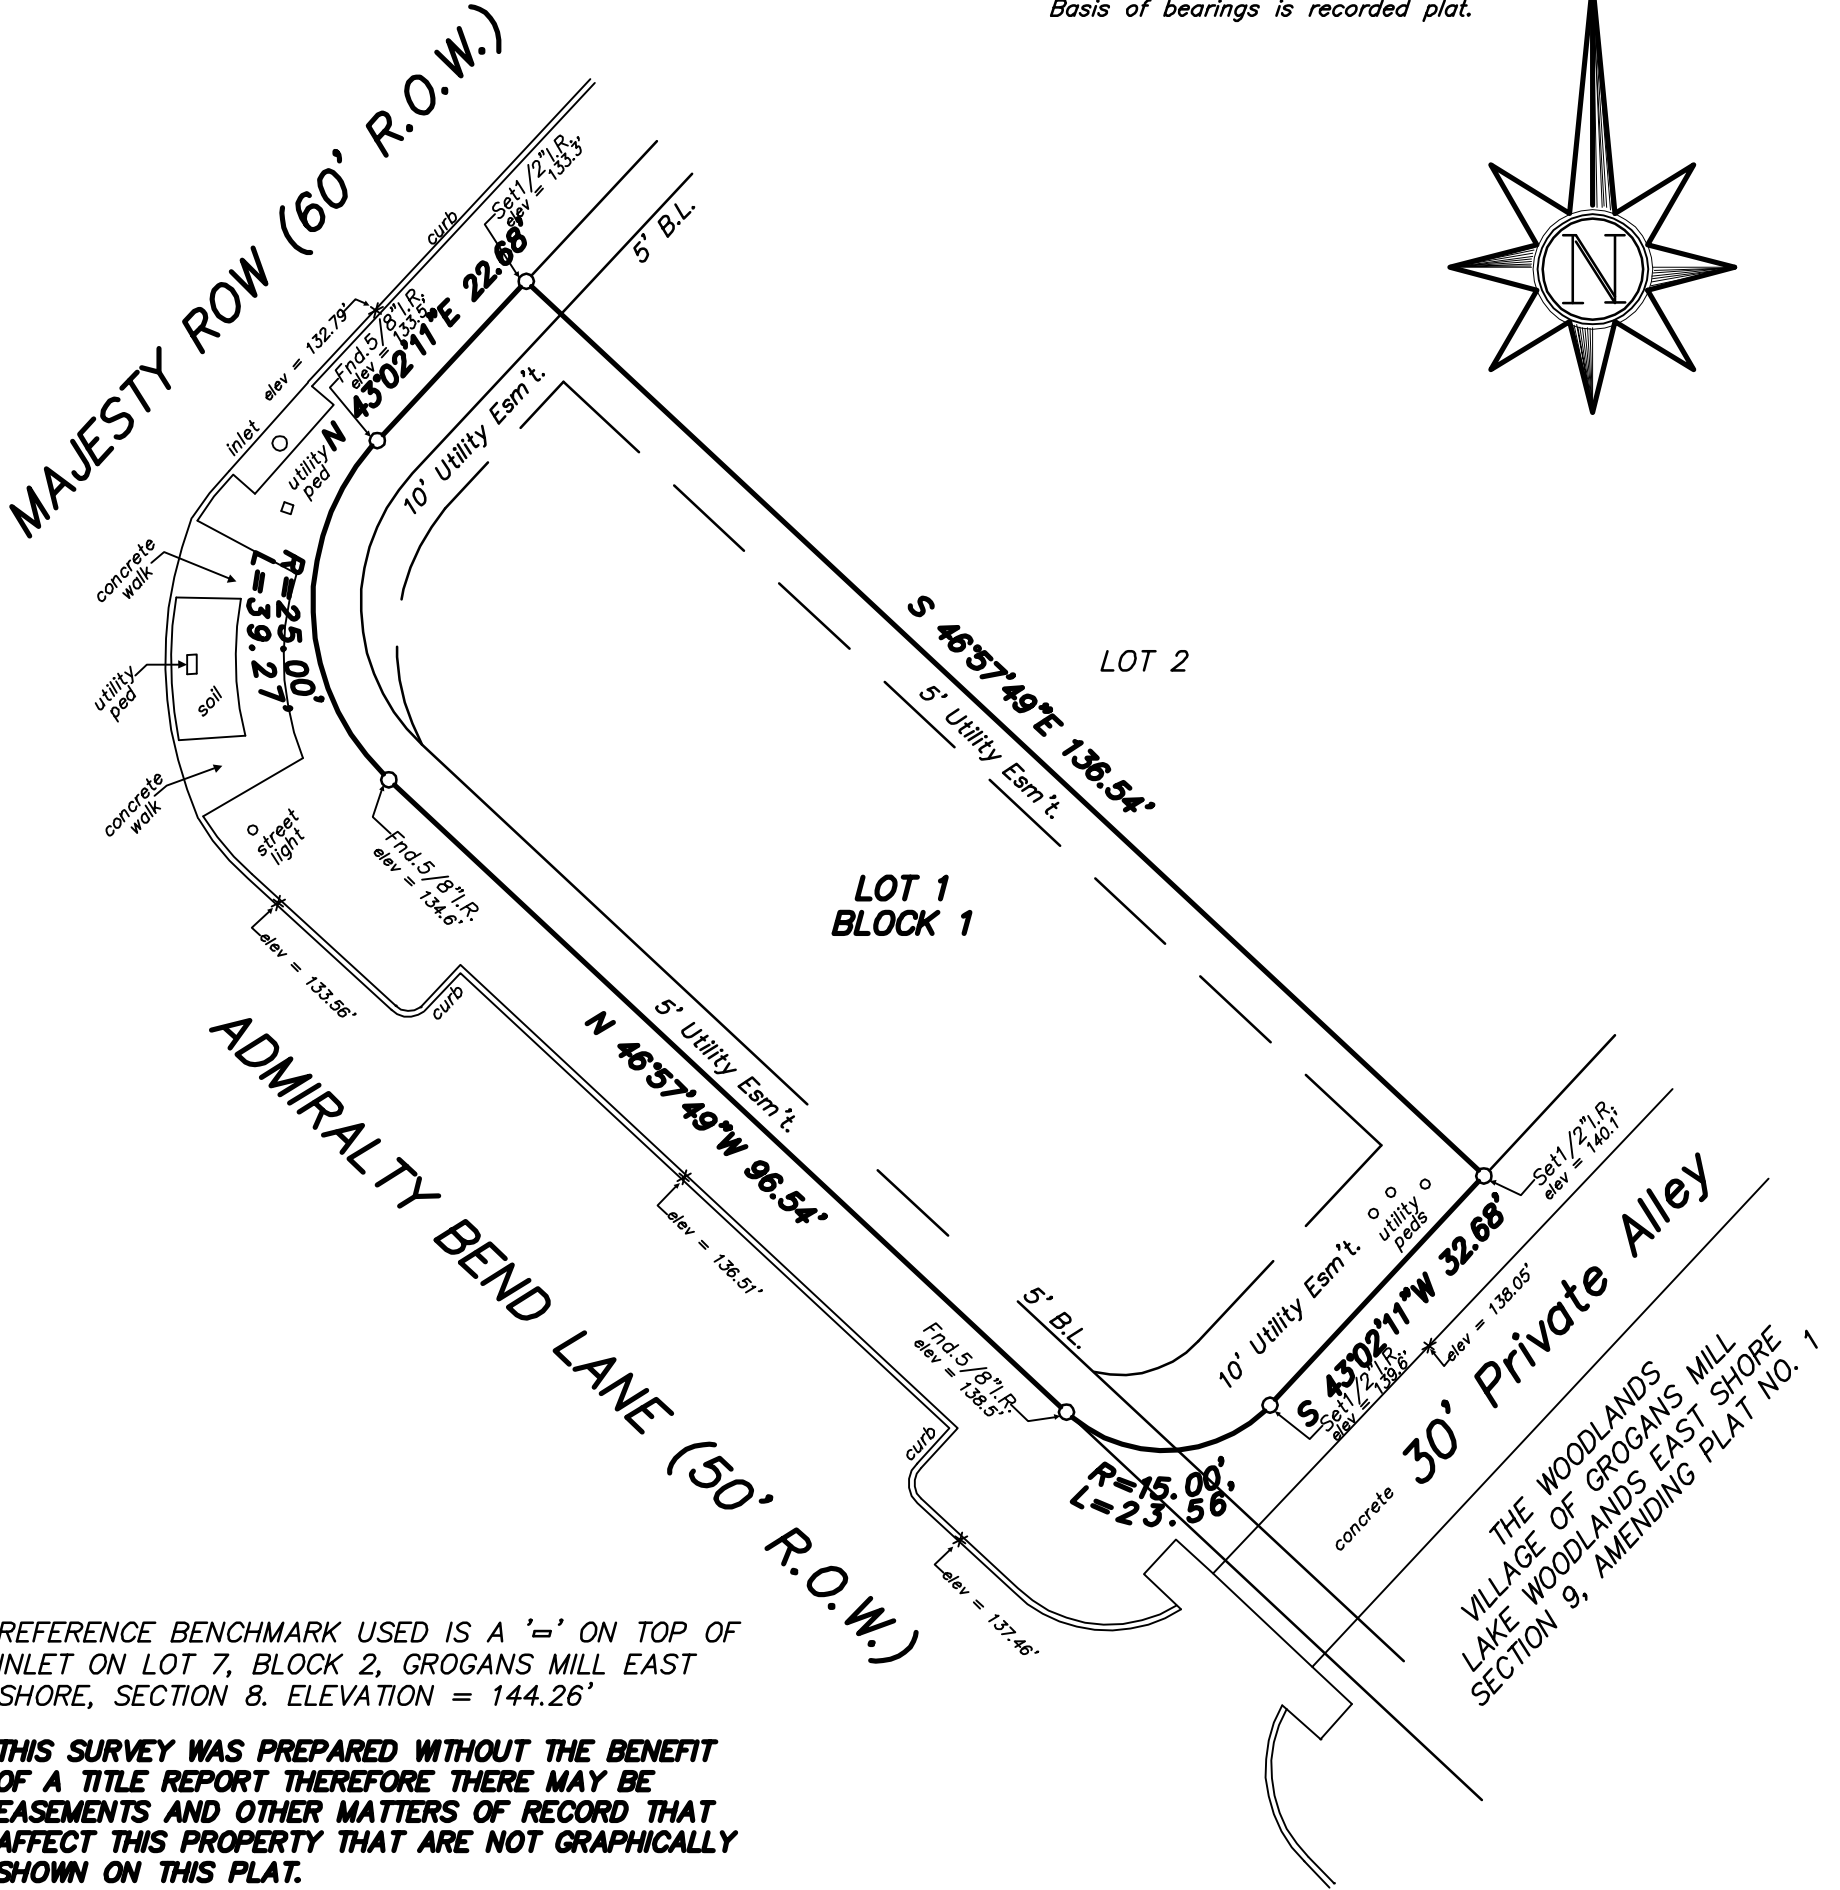 Basis of bearings is recorded plat.
N
MAJESTY ROW (60' R.O.W.)
curb
Set1/2"I.R.
elev = 133.3'
5' B.L.
N 43°02'11"E 22.68'
elev = 132.79'
Fnd.5/8"I.R.
elev = 133.5'
inlet
utility
ped
10' Utility Esm't.
concrete
walk
R=25.00'
L=39.27'
utility
ped
soil
concrete
walk
street
light
S 46°57'49"E 136.54'
5' Utility Esm't.
LOT 2
LOT 1
BLOCK 1
Fnd.5/8"I.R.
elev = 134.6'
elev = 133.56'
curb
5' Utility Esm't.
N 46°57'49"W 96.54'
ADMIRALTY BEND LANE (50' R.O.W.)
elev = 136.51'
5' B.L.
Fnd.5/8"I.R.
elev = 138.5'
curb
R=15.00'
L=23.56'
elev = 137.46'
Set1/2"I.R.
elev = 140.1'
utility
peds
10' Utility Esm't.
S 43°02'11"W 32.68'
Set1/2"I.R.
elev = 139.6'
elev = 138.05'
30' Private Alley
concrete
THE WOODLANDS
VILLAGE OF GROGANS MILL
LAKE WOODLANDS EAST SHORE
SECTION 9, AMENDING PLAT NO. 1
REFERENCE BENCHMARK USED IS A '▭' ON TOP OF
INLET ON LOT 7, BLOCK 2, GROGANS MILL EAST
SHORE, SECTION 8. ELEVATION = 144.26'
THIS SURVEY WAS PREPARED WITHOUT THE BENEFIT
OF A TITLE REPORT THEREFORE THERE MAY BE
EASEMENTS AND OTHER MATTERS OF RECORD THAT
AFFECT THIS PROPERTY THAT ARE NOT GRAPHICALLY
SHOWN ON THIS PLAT.